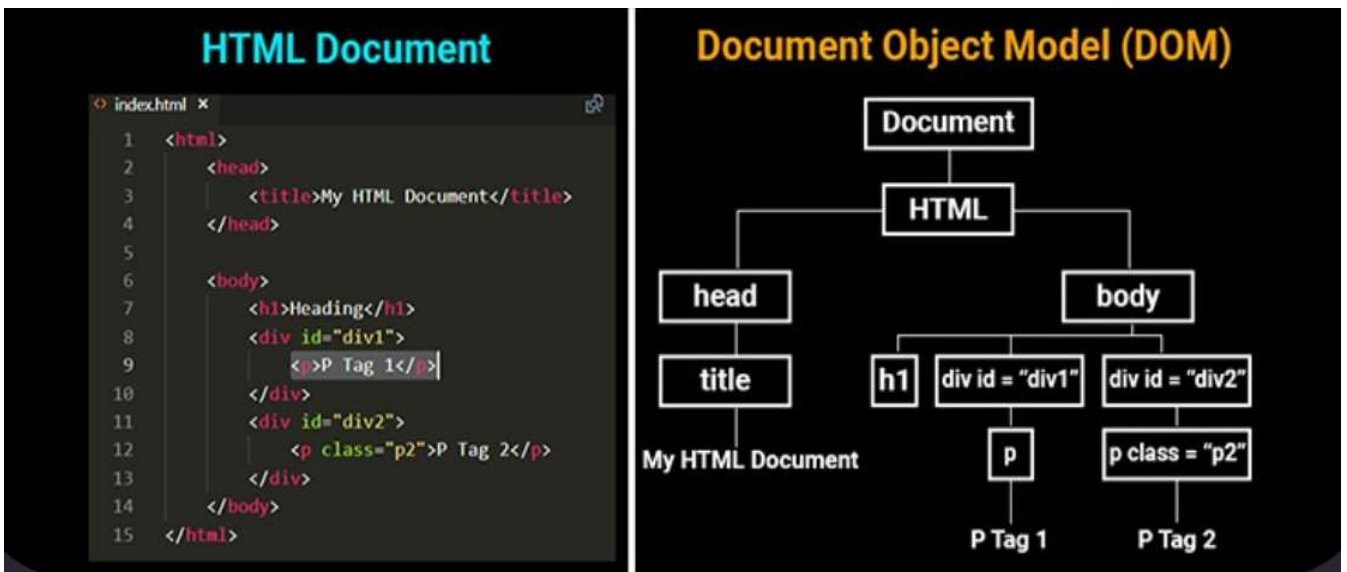 HTML Document
index.html ×
1 <html>
2 <head>
3 <title>My HTML Document</title>
4 </head>
5
6 <body>
7 <h1>Heading</h1>
8 <div id="div1">
9 <p>P Tag 1</p>
10 </div>
11 <div id="div2">
12 <p class="p2">P Tag 2</p>
13 </div>
14 </body>
15 </html>
Document Object Model (DOM)
Document
HTML
head body
title h1 div id = “div1” div id = “div2”
My HTML Document p p class = “p2”
P Tag 1 P Tag 2